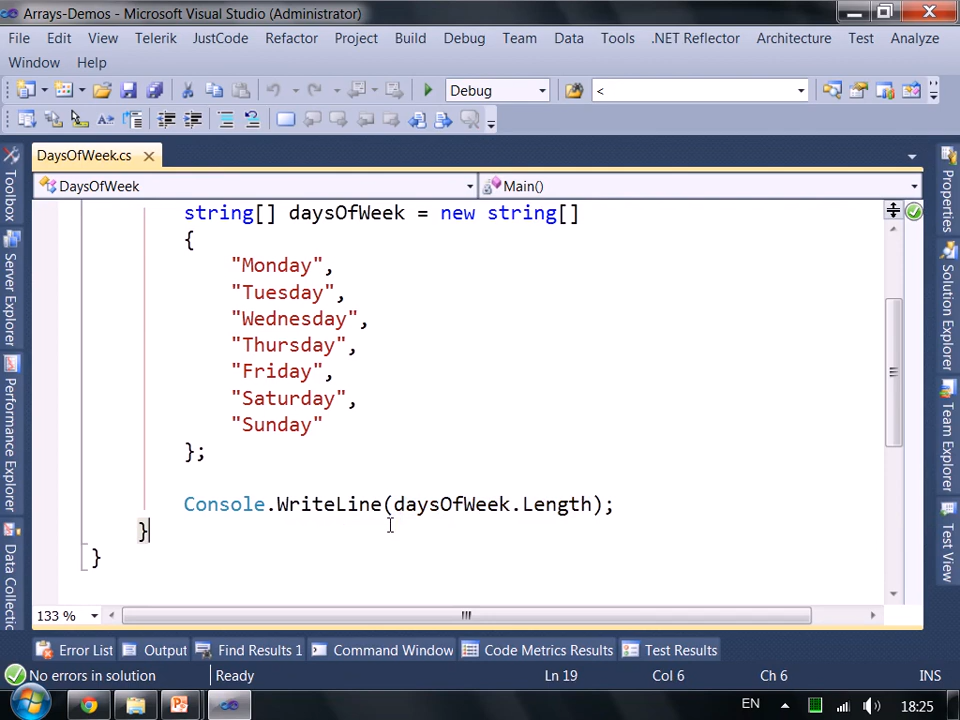 Arrays-Demos - Microsoft Visual Studio (Administrator)
File Edit View Telerik JustCode Refactor Project Build Debug Team Data Tools .NET Reflector Architecture Test Analyze
Window Help
Debug <
DaysOfWeek.cs
DaysOfWeek Main()
string[] daysOfWeek = new string[]
{
"Monday",
"Tuesday",
"Wednesday",
"Thursday",
"Friday",
"Saturday",
"Sunday"
};
Console.WriteLine(daysOfWeek.Length);
}
}
Toolbox
Server Explorer
Performance Explorer
Data Collectio
Properties
Solution Explorer
Team Explorer
Test View
133 %
Error List Output Find Results 1 Command Window Code Metrics Results Test Results
No errors in solution Ready Ln 19 Col 6 Ch 6 INS
EN 18:25